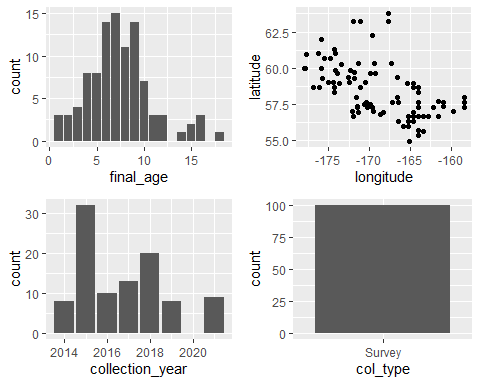 15
10
5
0
count
0 5 10 15
final_age
62.5
60.0
57.5
55.0
latitude
-175 -170 -165 -160
longitude
30
20
10
0
count
2014 2016 2018 2020
collection_year
100
75
50
25
0
count
Survey
col_type